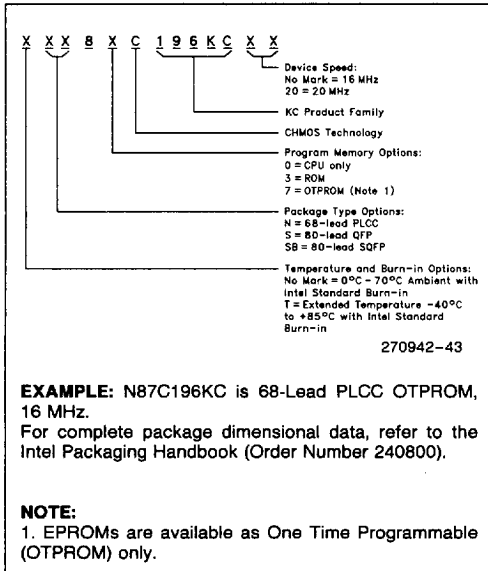 X X X 8 X C 1 9 6 K C X X
Device Speed:
No Mark = 16 MHz
20 = 20 MHz
KC Product Family
CHMOS Technology
Program Memory Options:
0 = CPU only
3 = ROM
7 = OTPROM (Note 1)
Package Type Options:
N = 68-lead PLCC
S = 80-lead QFP
SB = 80-lead SQFP
Temperature and Burn-in Options:
No Mark = 0°C - 70°C Ambient with
Intel Standard Burn-in
T = Extended Temperature -40°C
to +85°C with Intel Standard
Burn-in
270942-43
EXAMPLE: N87C196KC is 68-Lead PLCC OTPROM,
16 MHz.
For complete package dimensional data, refer to the
Intel Packaging Handbook (Order Number 240800).
NOTE:
1. EPROMs are available as One Time Programmable
(OTPROM) only.